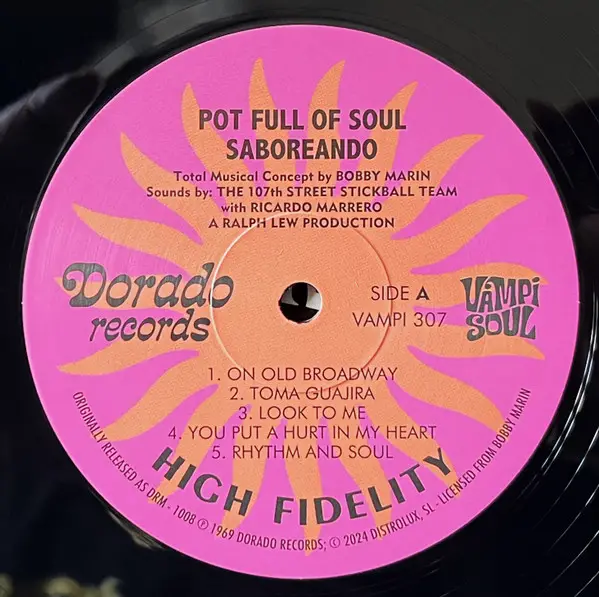 POT FULL OF SOUL
SABOREANDO
Total Musical Concept by BOBBY MARIN
Sounds by: THE 107th STREET STICKBALL TEAM
with RICARDO MARRERO
A RALPH LEW PRODUCTION
Dorado
records
SIDE A
VAMPI 307
VÁMPI
SOUL
1. ON OLD BROADWAY
2. TOMA GUAJIRA
3. LOOK TO ME
4. YOU PUT A HURT IN MY HEART
5. RHYTHM AND SOUL
HIGH FIDELITY
ORIGINALLY RELEASED AS DRM - 1008 ℗ 1969 DORADO RECORDS; © 2024 DISTROLUX, SL - LICENSED FROM BOBBY MARIN